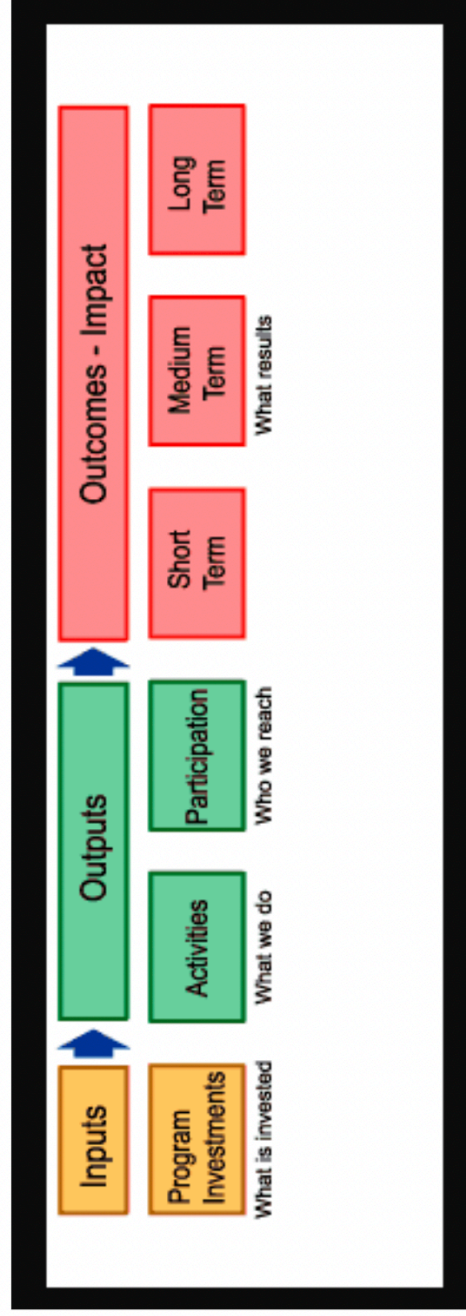 Inputs
Outputs
Outcomes - Impact
Program
Investments
Activities
Participation
Short
Term
Medium
Term
Long
Term
What is invested
What we do
Who we reach
What results